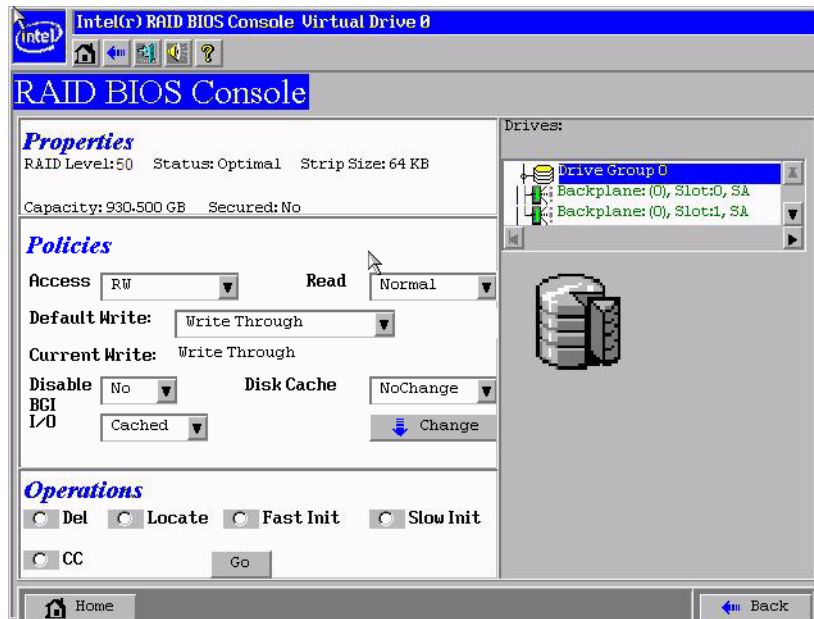 intel
Intel(r) RAID BIOS Console Virtual Drive 0
?
RAID BIOS Console
Properties
RAID Level:50 Status: Optimal Strip Size: 64 KB
Capacity: 930.500 GB Secured: No
Policies
Access RW Read Normal
Default Write: Write Through
Current Write: Write Through
Disable BGI No Disk Cache NoChange
I/O Cached Change
Operations
Del Locate Fast Init Slow Init
CC Go
Drives:
Drive Group 0
Backplane: (0), Slot:0, SA
Backplane: (0), Slot:1, SA
Home Back